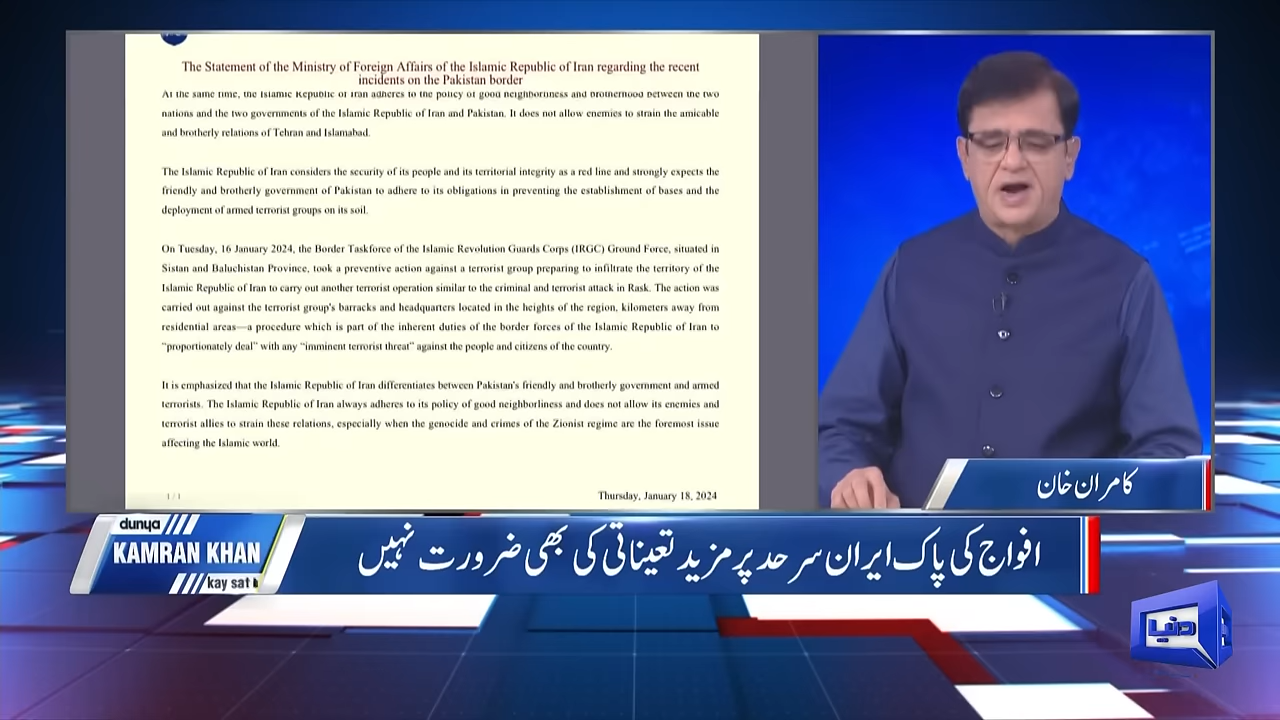 The Statement of the Ministry of Foreign Affairs of the Islamic Republic of Iran regarding the recent
incidents on the Pakistan border
At the same time, the Islamic Republic of Iran adheres to the policy of good neighborliness and brotherhood between the two
nations and the two governments of the Islamic Republic of Iran and Pakistan. It does not allow enemies to strain the amicable
and brotherly relations of Tehran and Islamabad.
The Islamic Republic of Iran considers the security of its people and its territorial integrity as a red line and strongly expects the
friendly and brotherly government of Pakistan to adhere to its obligations in preventing the establishment of bases and the
deployment of armed terrorist groups on its soil.
On Tuesday, 16 January 2024, the Border Taskforce of the Islamic Revolution Guards Corps (IRGC) Ground Force, situated in
Sistan and Baluchistan Province, took a preventive action against a terrorist group preparing to infiltrate the territory of the
Islamic Republic of Iran to carry out another terrorist operation similar to the criminal and terrorist attack in Rask. The action was
carried out against the terrorist group's barracks and headquarters located in the heights of the region, kilometers away from
residential areas—a procedure which is part of the inherent duties of the border forces of the Islamic Republic of Iran to
“proportionately deal” with any “imminent terrorist threat” against the people and citizens of the country.
It is emphasized that the Islamic Republic of Iran differentiates between Pakistan's friendly and brotherly government and armed
terrorists. The Islamic Republic of Iran always adheres to its policy of good neighborliness and does not allow its enemies and
terrorist allies to strain these relations, especially when the genocide and crimes of the Zionist regime are the foremost issue
affecting the Islamic world.
1 / 1
Thursday, January 18, 2024
کامران خان
dunya
KAMRAN KHAN
kay sat
افواج کی پاک ایران سرحد پر مزید تعیناتی کی بھی ضرورت نہیں
دنیا